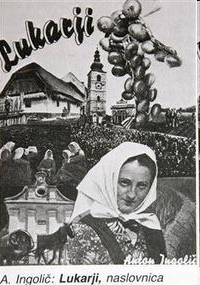 Lukarji
Anton Ingolič
A. Ingolič: Lukarji, naslovnica